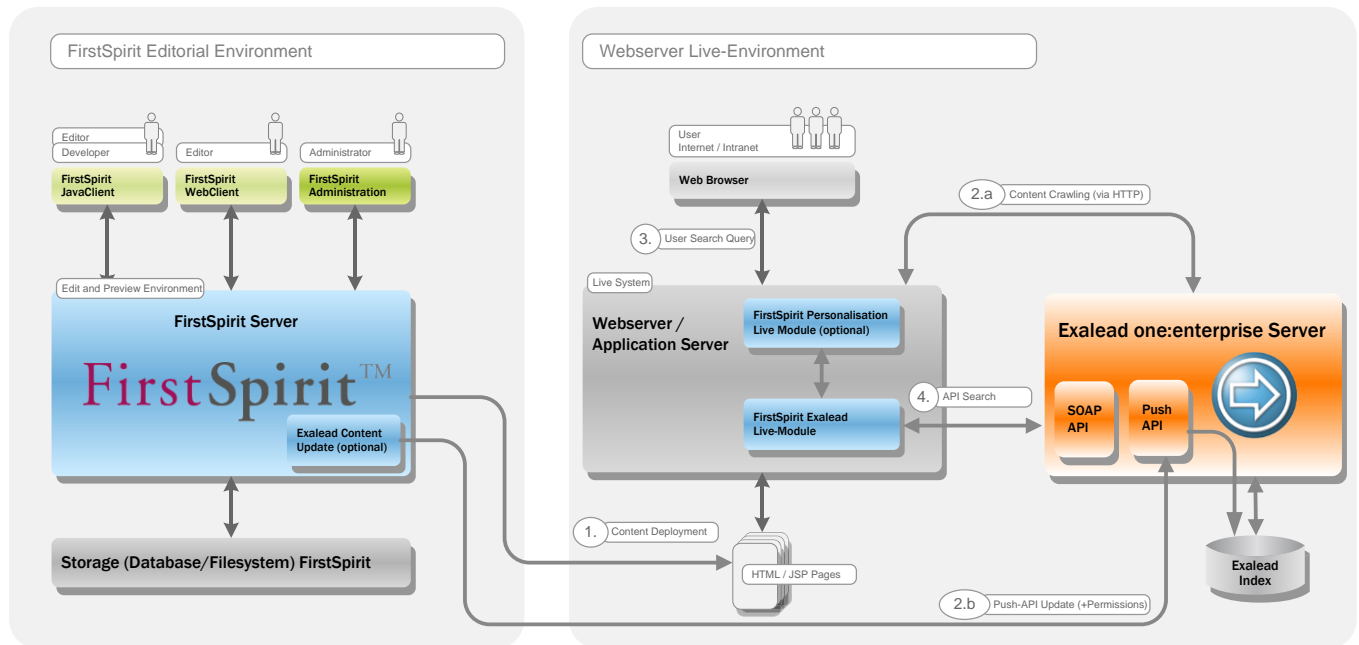 FirstSpirit Editorial Environment
Editor
Developer
Editor
Administrator
FirstSpirit
JavaClient
FirstSpirit
WebClient
FirstSpirit
Administration
Edit and Preview Environment
FirstSpirit Server
FirstSpirit™
Exalead Content
Update (optional)
Storage (Database/Filesystem) FirstSpirit
Webserver Live-Environment
User
Internet / Intranet
Web Browser
2.a Content Crawling (via HTTP)
3. User Search Query
Live System
Webserver /
Application Server
FirstSpirit Personalisation
Live Module (optional)
FirstSpirit Exalead
Live-Module
4. API Search
Exalead one:enterprise Server
SOAP
API
Push
API
1. Content Deployment
HTML / JSP Pages
2.b Push-API Update (+Permissions)
Exalead
Index